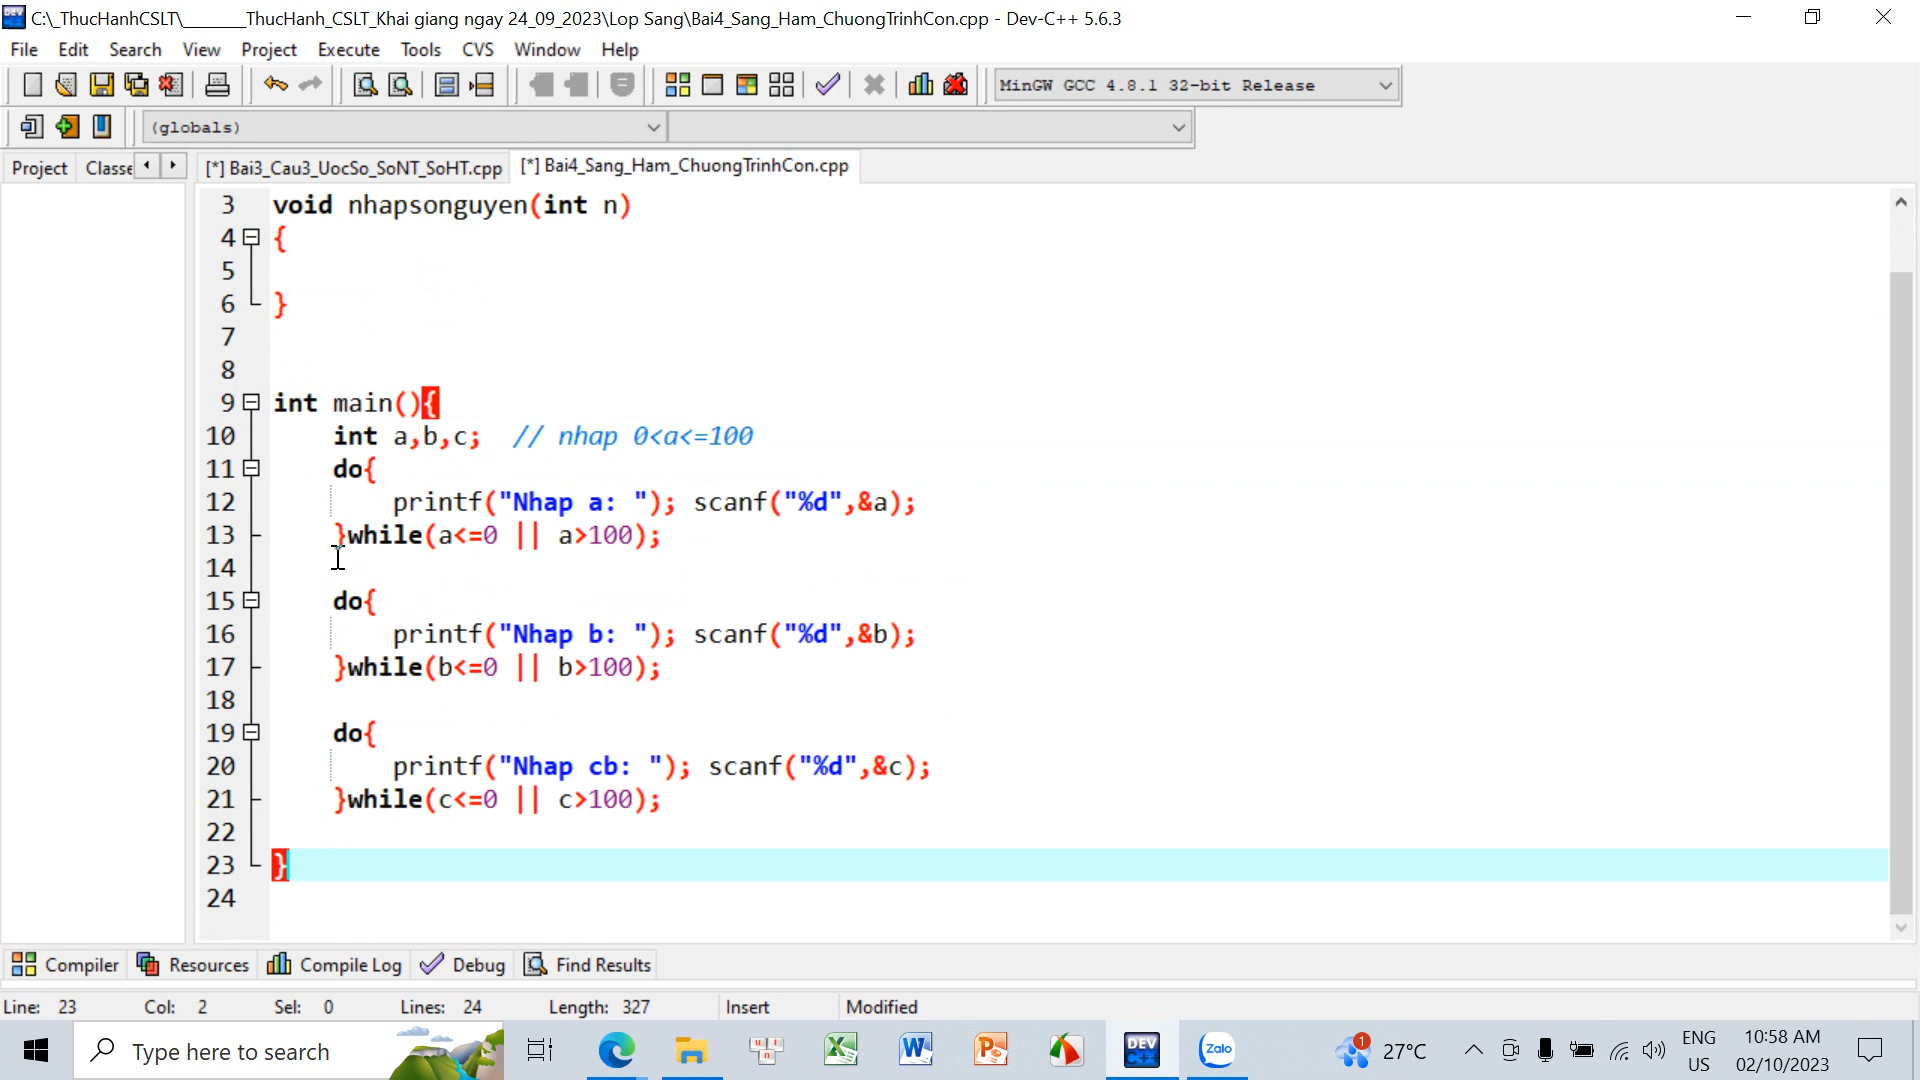 C:\_ThucHanhCSLT\_______ThucHanh_CSLT_Khai giang ngay 24_09_2023\Lop Sang\Bai4_Sang_Ham_ChuongTrinhCon.cpp - Dev-C++ 5.6.3
File Edit Search View Project Execute Tools CVS Window Help
MinGW GCC 4.8.1 32-bit Release
(globals)
Project Classe [*] Bai3_Cau3_UocSo_SoNT_SoHT.cpp [*] Bai4_Sang_Ham_ChuongTrinhCon.cpp
3 void nhapsonguyen(int n)
4 {
5
6 }
7
8
9 int main(){
10 int a,b,c; // nhap 0<a<=100
11 do{
12 printf("Nhap a: "); scanf("%d",&a);
13 }while(a<=0 || a>100);
14
15 do{
16 printf("Nhap b: "); scanf("%d",&b);
17 }while(b<=0 || b>100);
18
19 do{
20 printf("Nhap cb: "); scanf("%d",&c);
21 }while(c<=0 || c>100);
22
23 }
24
Compiler Resources Compile Log Debug Find Results
Line: 23 Col: 2 Sel: 0 Lines: 24 Length: 327 Insert Modified
Type here to search
DEV C++
Zalo
1
27°C
ENG
US
10:58 AM
02/10/2023